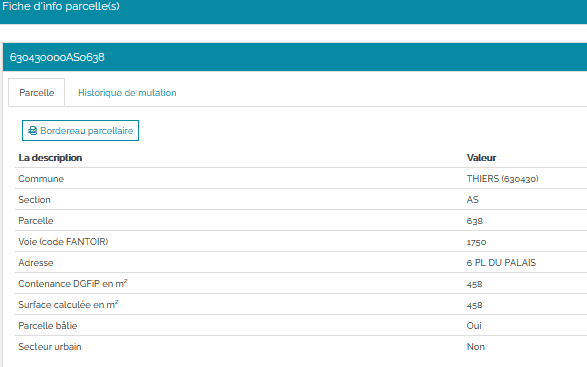 Fiche d'info parcelle(s)
630430000AS0638
Parcelle Historique de mutation
Bordereau parcellaire
La description Valeur
Commune THIERS (630430)
Section AS
Parcelle 638
Voie (code FANTOIR) 1750
Adresse 6 PL DU PALAIS
Contenance DGFiP en m² 458
Surface calculée en m² 458
Parcelle bâtie Oui
Secteur urbain Non